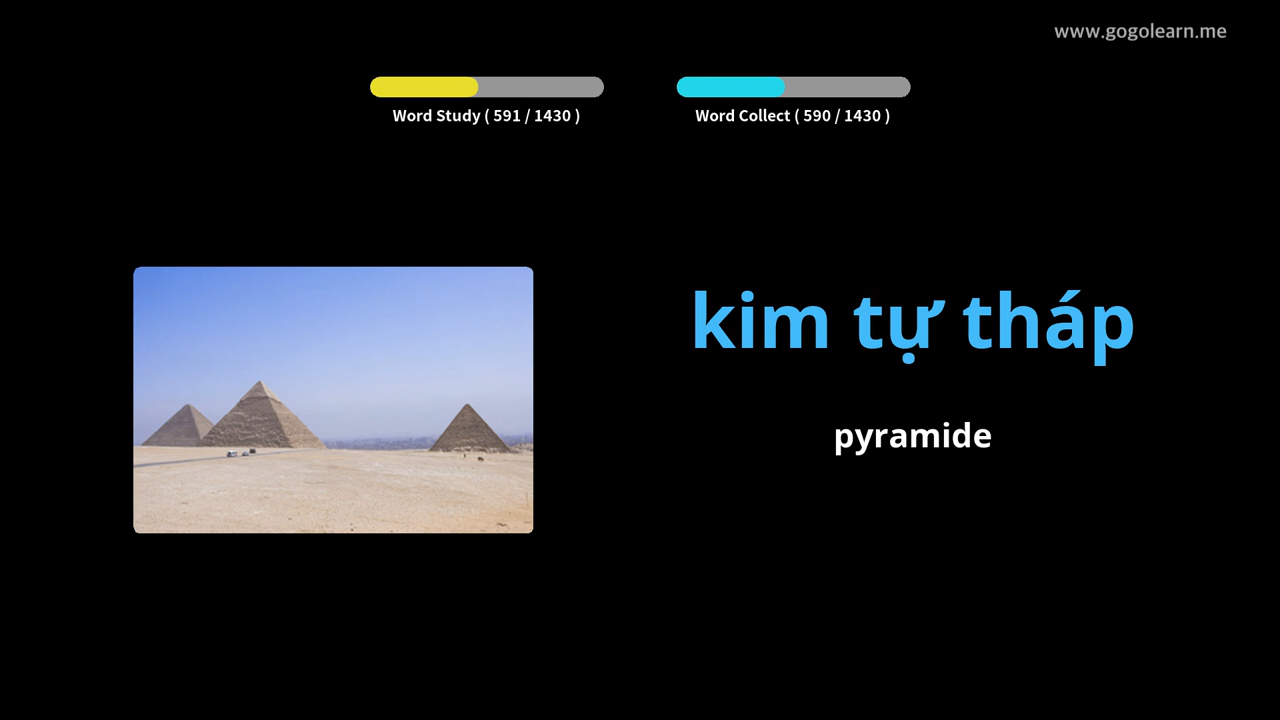 www.gogolearn.me
Word Study ( 591 / 1430 )
Word Collect ( 590 / 1430 )
kim tự tháp
pyramide